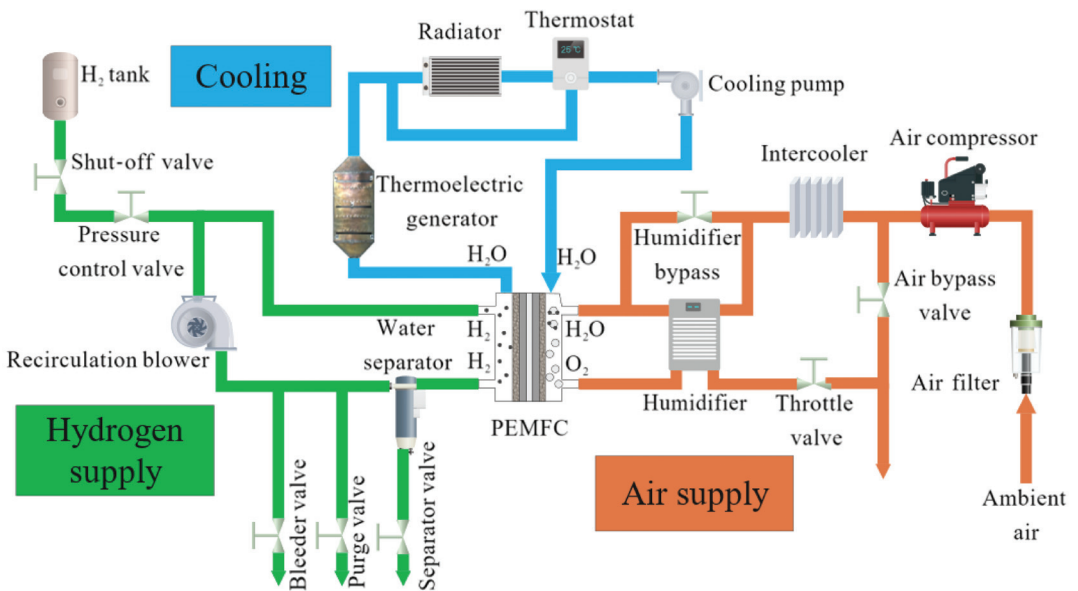 Thermostat
Radiator
25℃
H₂ tank
Cooling
Cooling pump
Air compressor
Intercooler
Shut-off valve
Thermoelectric
generator
Pressure
control valve
Humidifier
bypass
H₂O
H₂O
Air bypass
valve
Water
separator
H₂
H₂O
H₂
O₂
Recirculation blower
Air filter
PEMFC
Humidifier
Throttle
valve
Hydrogen
supply
Air supply
Bleeder valve
Purge valve
Separator valve
Ambient
air